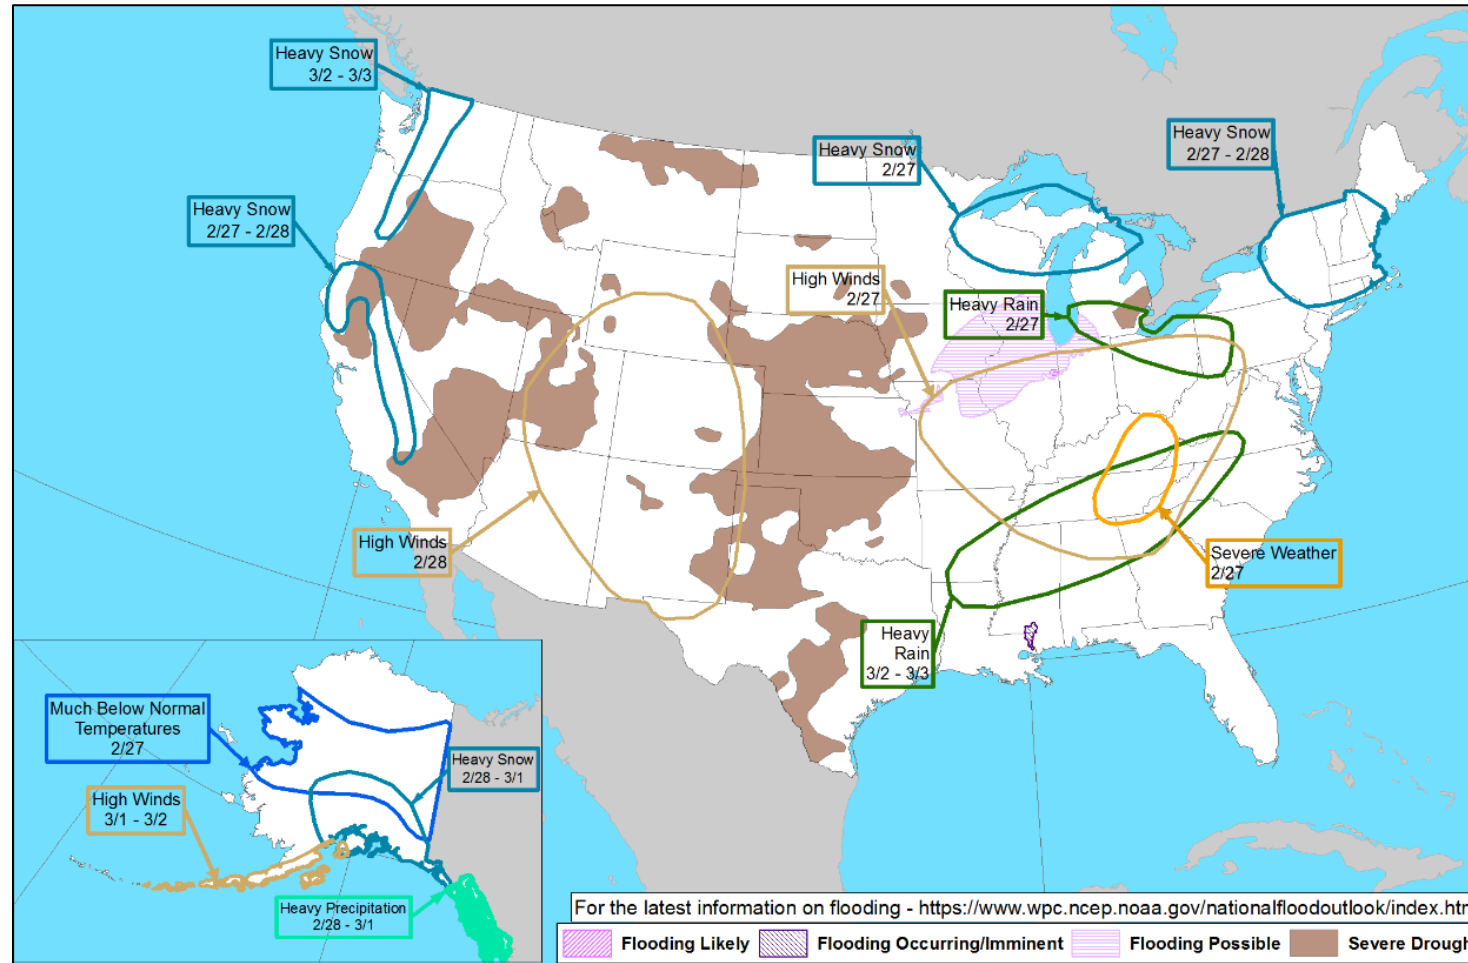 Heavy Snow
3/2 - 3/3
Heavy Snow
2/27
Heavy Snow
2/27 - 2/28
Heavy Snow
2/27 - 2/28
High Winds
2/27
Heavy Rain
2/27
High Winds
2/28
Severe Weather
2/27
Heavy
Rain
3/2 - 3/3
Much Below Normal
Temperatures
2/27
Heavy Snow
2/28 - 3/1
High Winds
3/1 - 3/2
Heavy Precipitation
2/28 - 3/1
For the latest information on flooding - https://www.wpc.ncep.noaa.gov/nationalfloodoutlook/index.htm
Flooding Likely Flooding Occurring/Imminent Flooding Possible Severe Drough